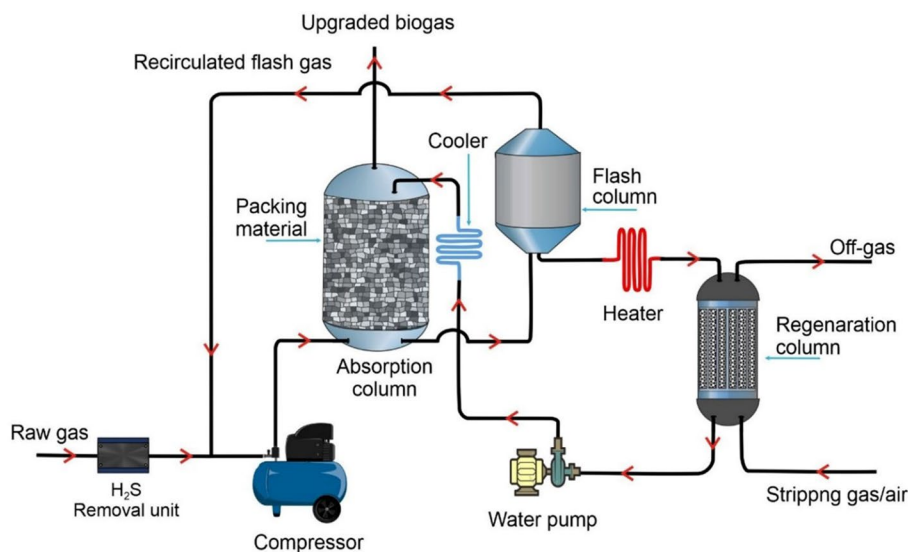 Upgraded biogas
Recirculated flash gas
Cooler
Flash
column
Packing
material
Off-gas
Heater
Regenaration
column
Absorption
column
Raw gas
H₂S
Removal unit
Water pump
Strippng gas/air
Compressor